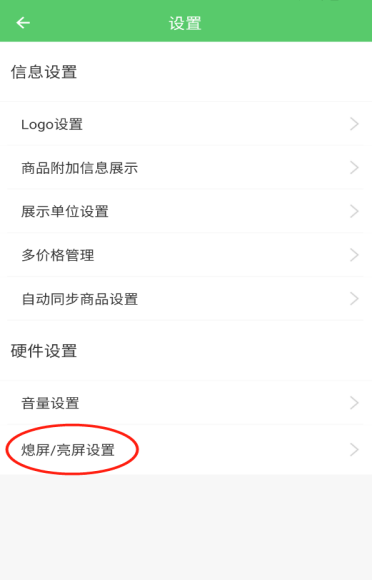 设置
信息设置
Logo设置
商品附加信息展示
展示单位设置
多价格管理
自动同步商品设置
硬件设置
音量设置
熄屏/亮屏设置